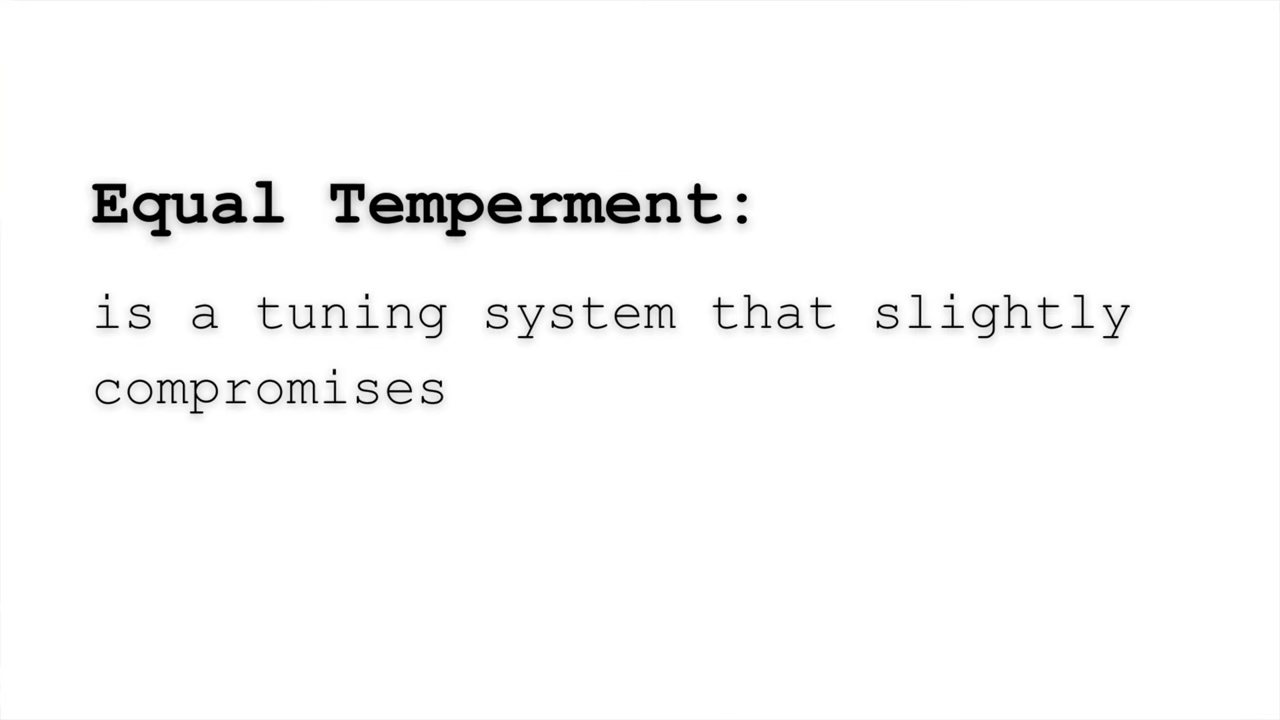 Equal Temperment:
is a tuning system that slightly
compromises